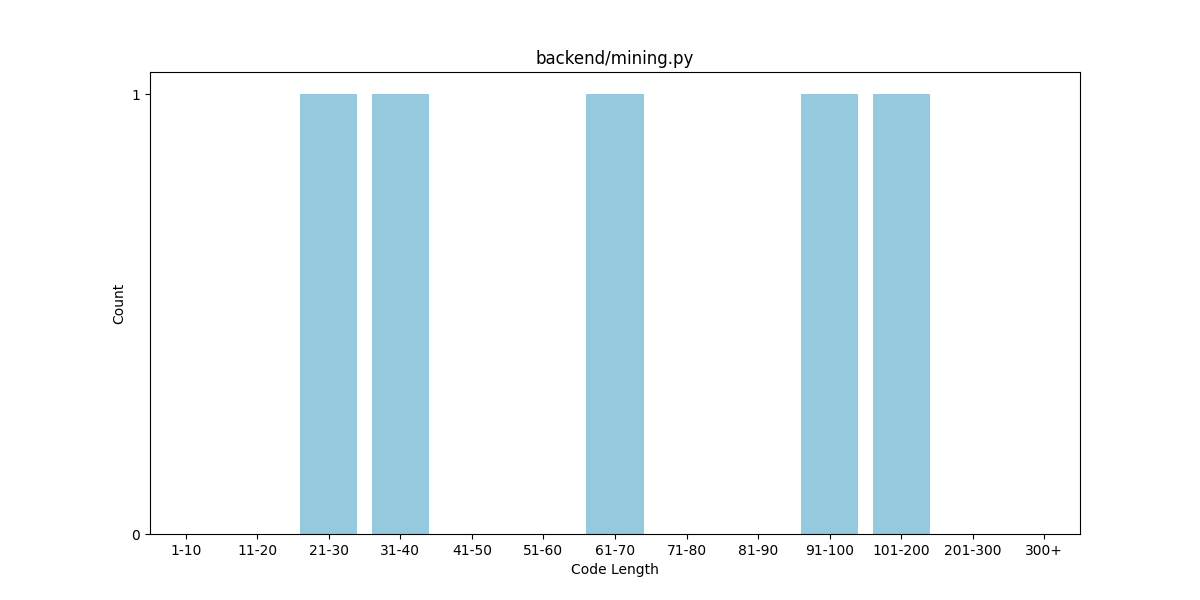 backend/mining.py
1
Count
0
1-10 11-20 21-30 31-40 41-50 51-60 61-70 71-80 81-90 91-100 101-200 201-300 300+
Code Length